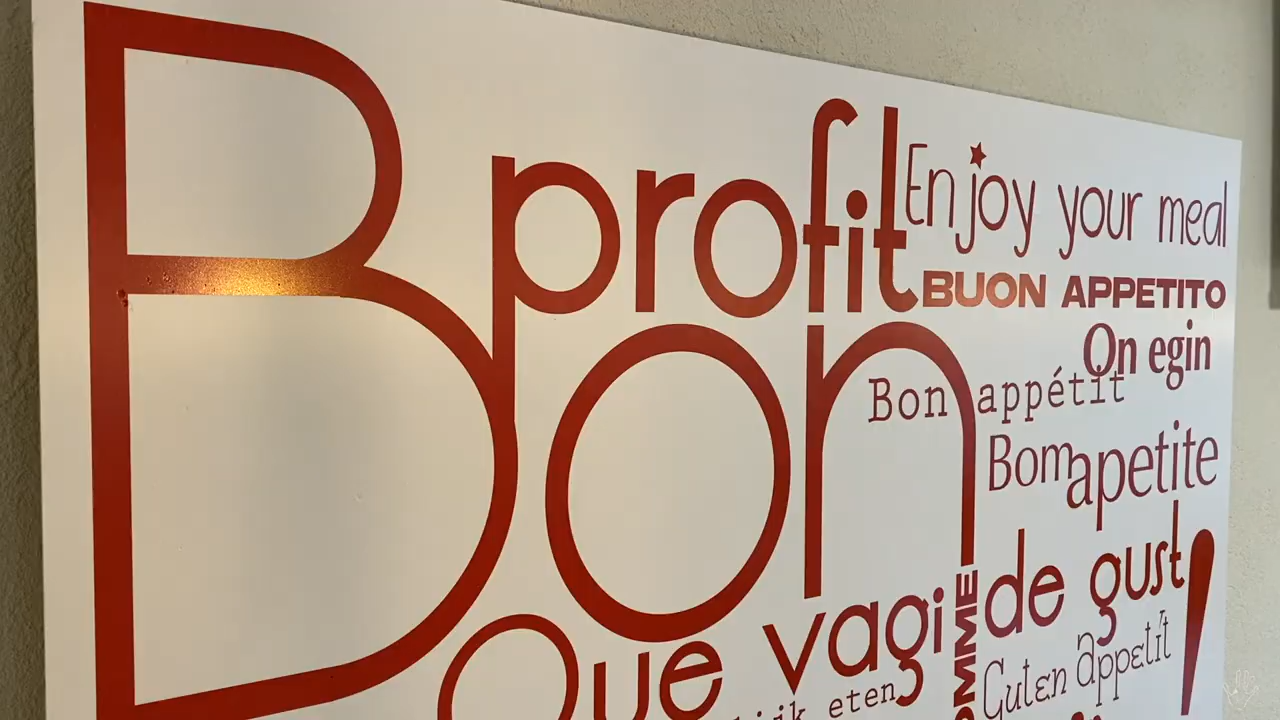 Bon profit
Enjoy your meal
BUON APPETITO
On egin
Bon appétit
Bom apetite
Que vagi de gust!
Guten Appetit
eten